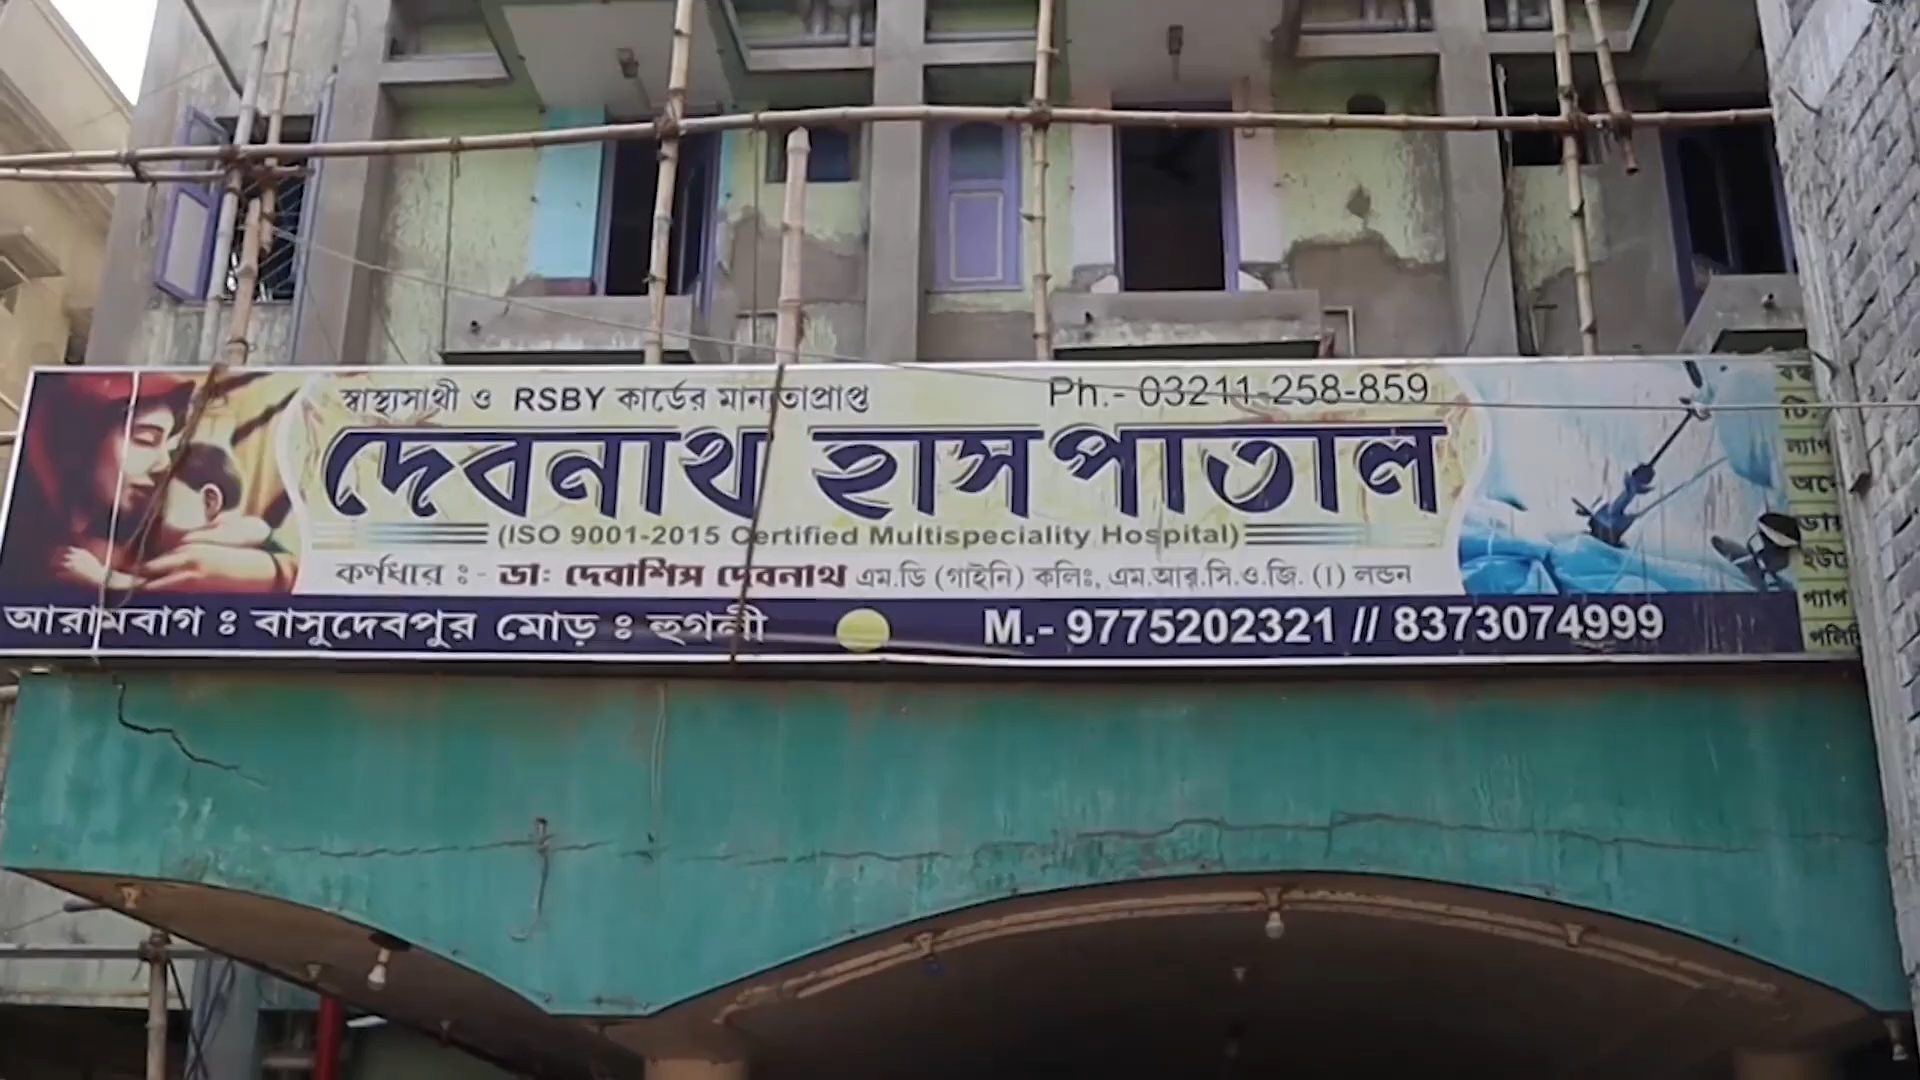 স্বাস্থ্যসাথী ও RSBY কার্ডের মান্যতাপ্রাপ্ত
Ph.- 03211-258-859
দেবনাথ হাসপাতাল
(ISO 9001-2015 Certified Multispeciality Hospital)
কর্ণধার ঃ- ডাঃ দেবাশিস দেবনাথ এম.ডি (গাইনি) কলিঃ, এম.আর.সি.ও.জি. (I) লন্ডন
আরামবাগ ঃ বাসুদেবপুর মোড় ঃ হুগলী
M.- 9775202321 // 8373074999